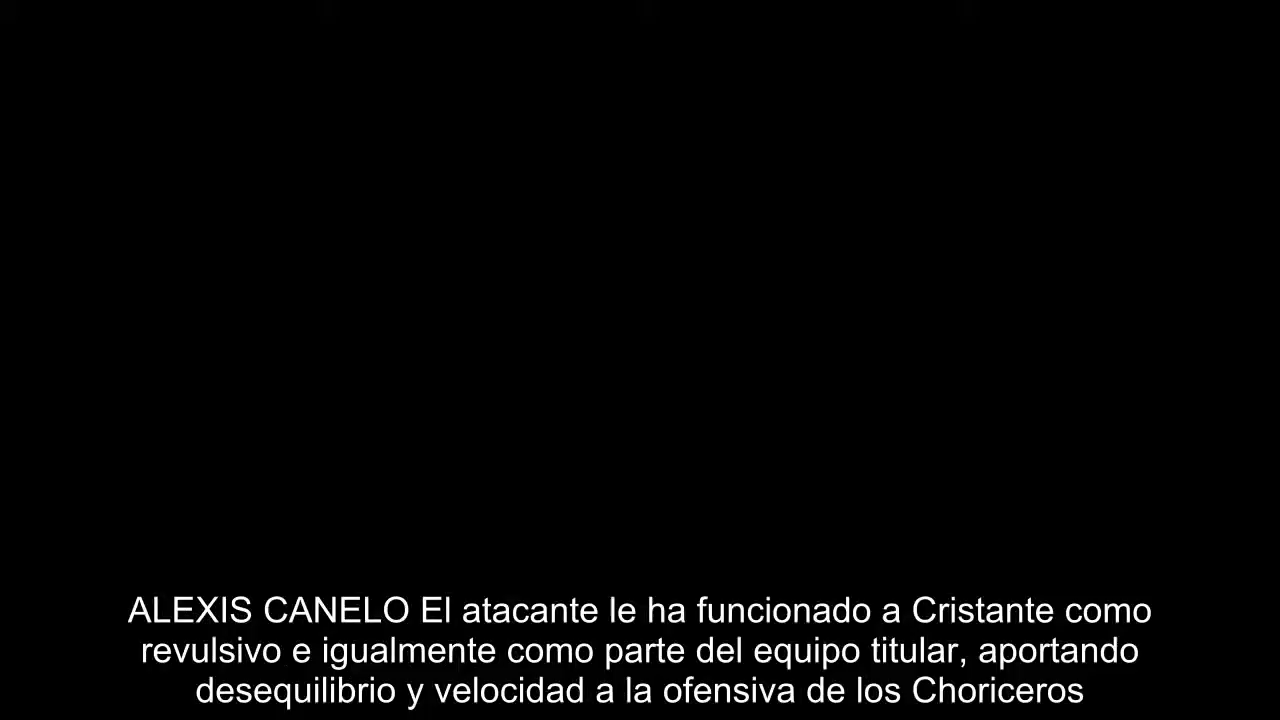 ALEXIS CANELO El atacante le ha funcionado a Cristante como
revulsivo e igualmente como parte del equipo titular, aportando
desequilibrio y velocidad a la ofensiva de los Choriceros